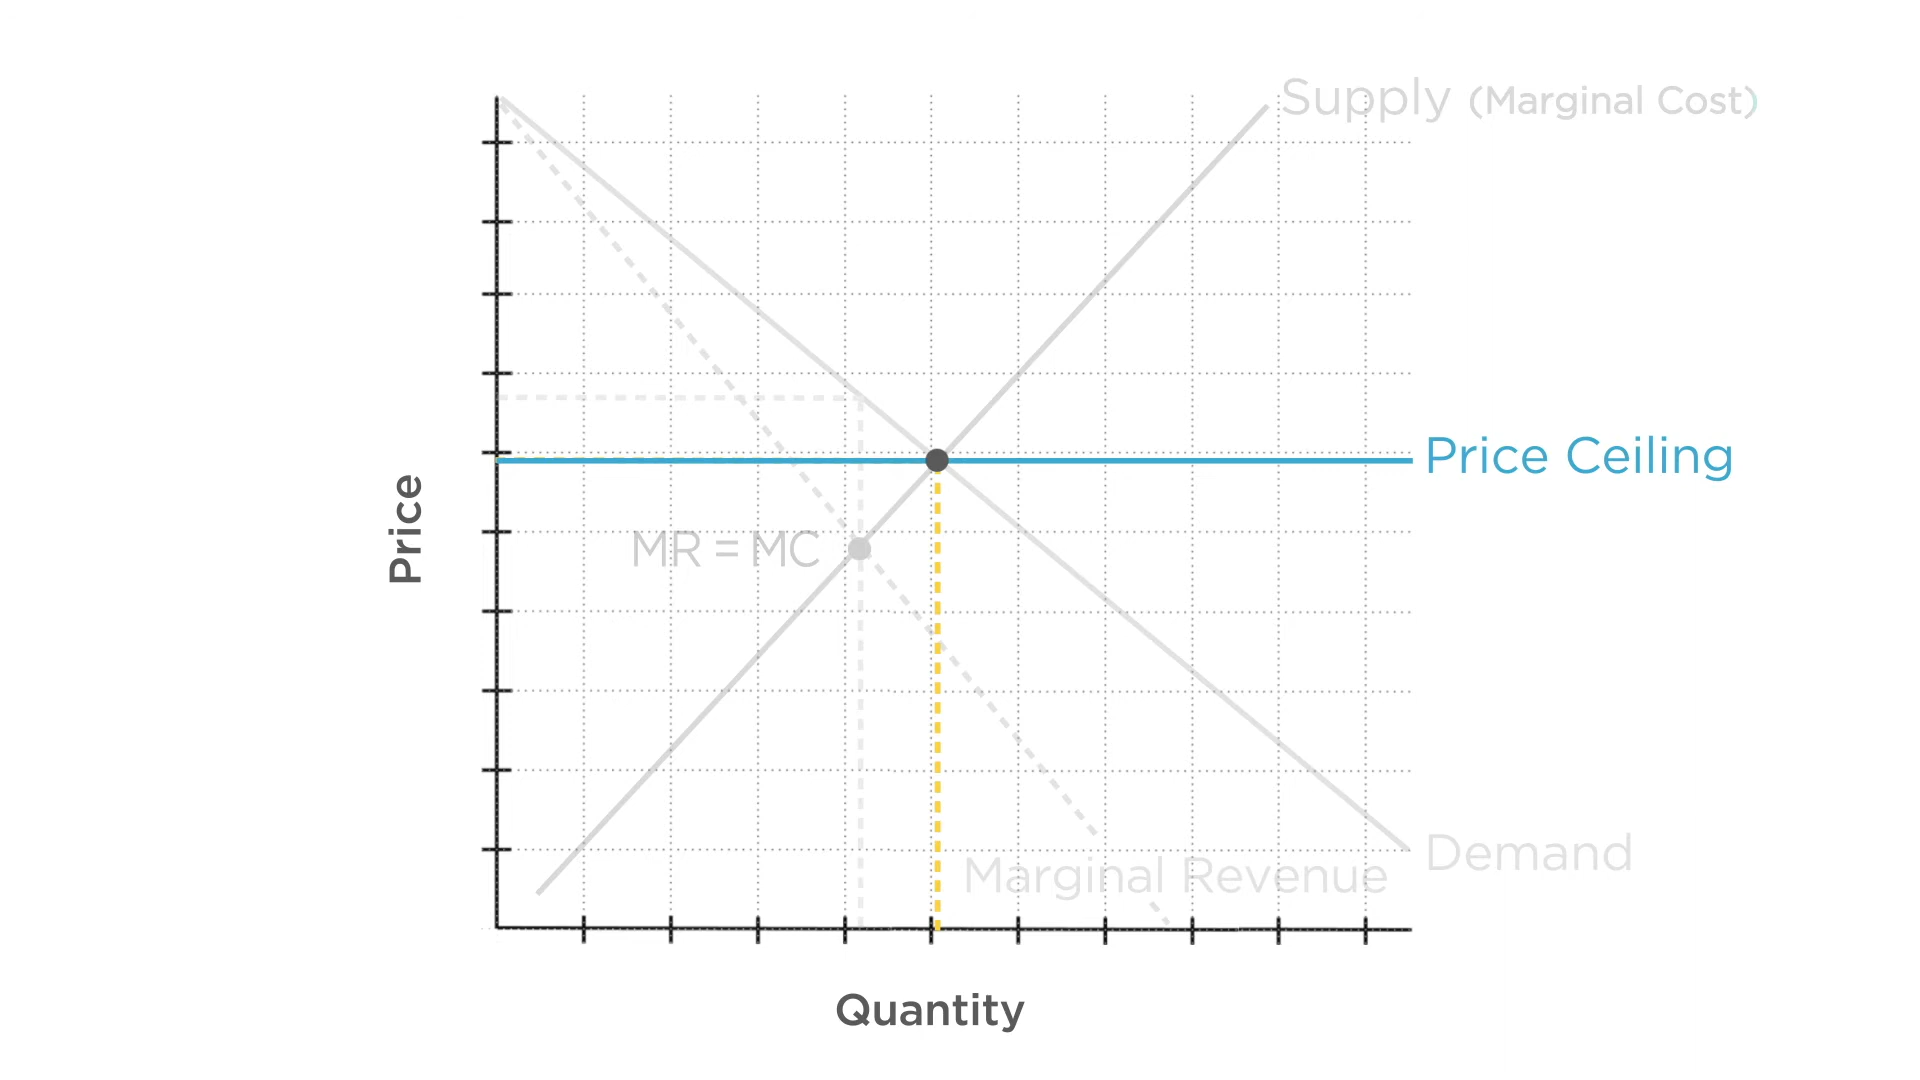 Supply (Marginal Cost)
Price Ceiling
Price
MR = MC
Demand
Marginal Revenue
Quantity